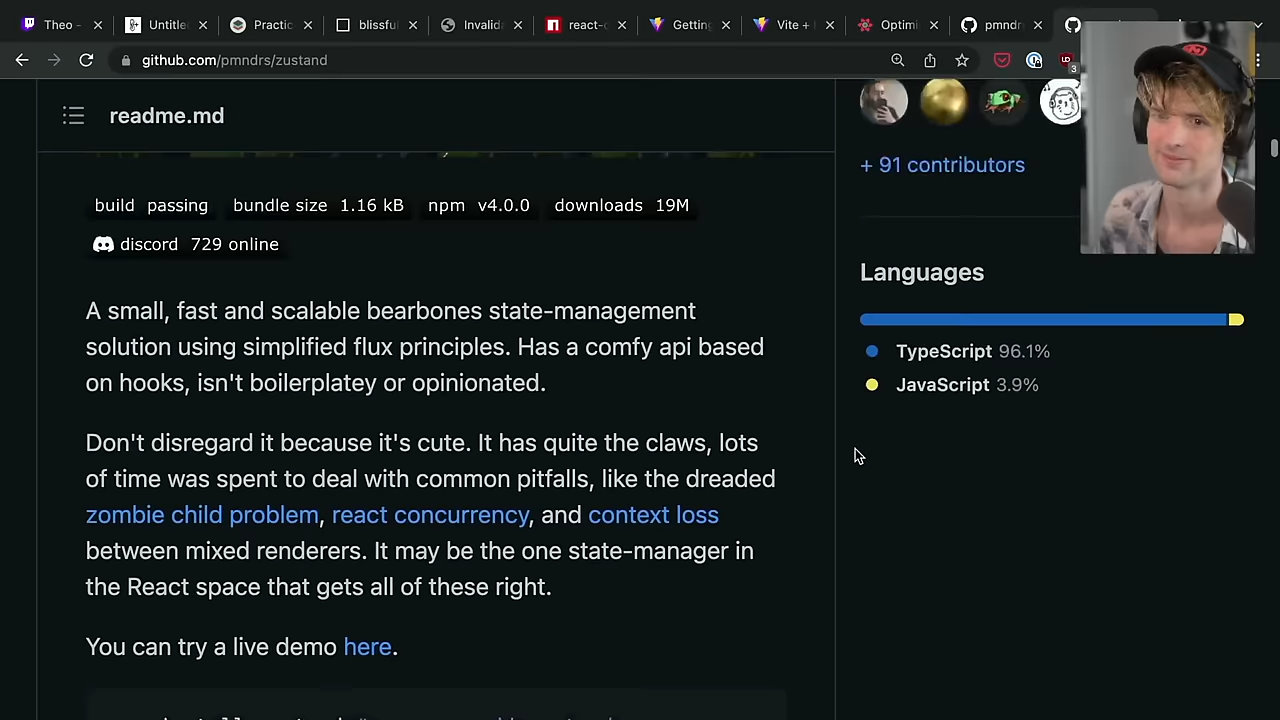 Theo -
Untitle
Practic
blissful
Invalid
react-c
Getting
Vite +
Optimi
pmndr
github.com/pmndrs/zustand
3
readme.md
+ 91 contributors
build passing
bundle size 1.16 kB
npm v4.0.0
downloads 19M
discord 729 online
Languages
TypeScript 96.1%
JavaScript 3.9%
A small, fast and scalable bearbones state-management
solution using simplified flux principles. Has a comfy api based
on hooks, isn't boilerplatey or opinionated.
Don't disregard it because it's cute. It has quite the claws, lots
of time was spent to deal with common pitfalls, like the dreaded
zombie child problem, react concurrency, and context loss
between mixed renderers. It may be the one state-manager in
the React space that gets all of these right.
You can try a live demo here.